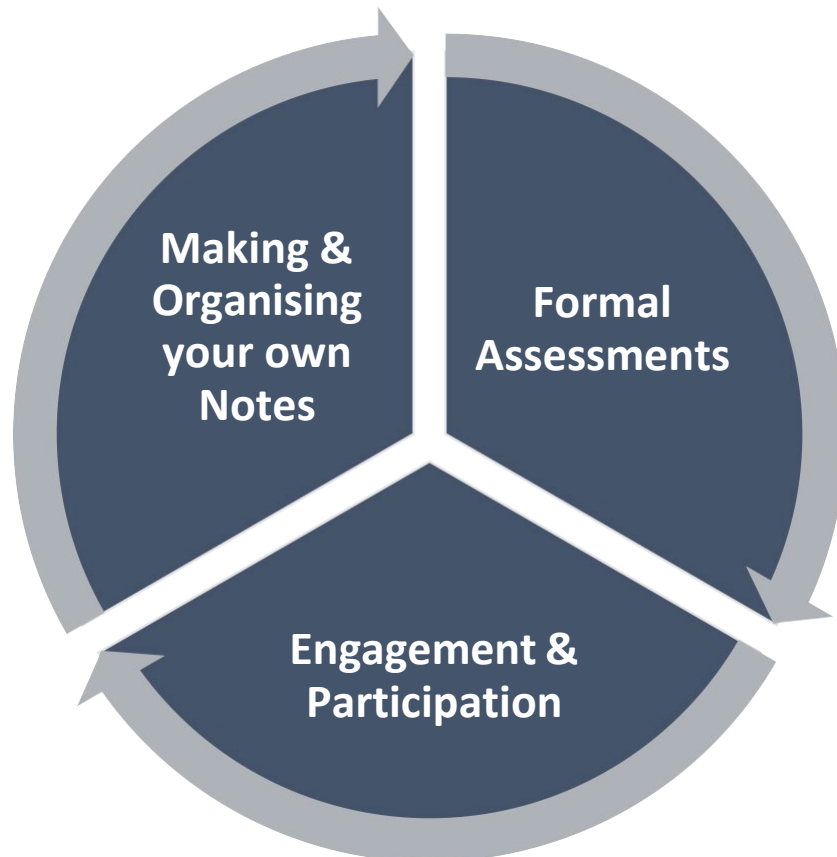 Making &
Organising
your own
Notes
Formal
Assessments
Engagement &
Participation